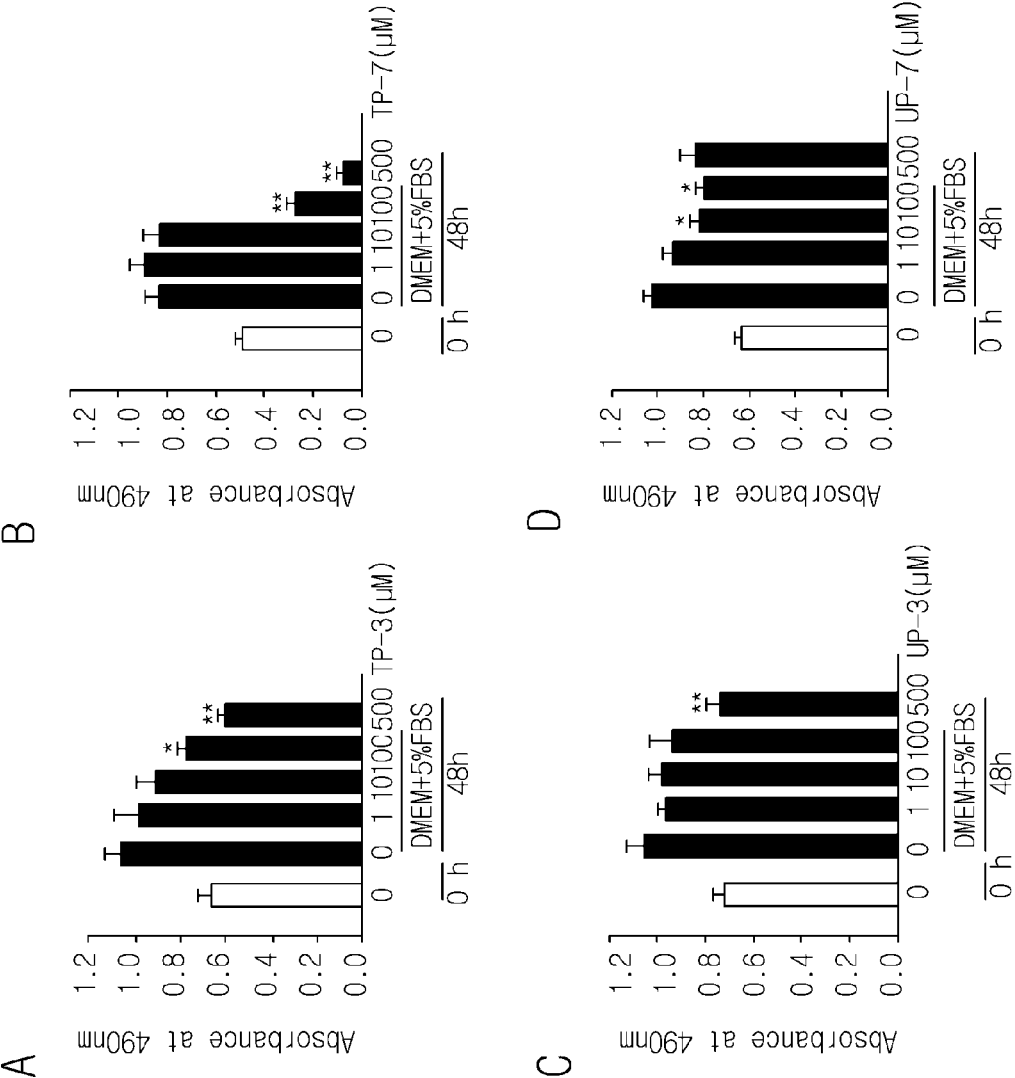 A
Absorbance at 490nm
1.2
1.0
0.8
0.6
0.4
0.2
0.0
* **
0 0 1 10 10C 500 TP-3(μM)
DMEM+5%FBS
0 h 48h
B
Absorbance at 490nm
1.2
1.0
0.8
0.6
0.4
0.2
0.0
** **
0 0 1 10 100 500 TP-7(μM)
DMEM+5%FBS
0 h 48h
C
Absorbance at 490nm
1.2
1.0
0.8
0.6
0.4
0.2
0.0
**
0 0 1 10 100 500 UP-3(μM)
DMEM+5%FBS
0 h 48h
D
Absorbance at 490nm
1.2
1.0
0.8
0.6
0.4
0.2
0.0
* *
0 0 1 10 100 500 UP-7(μM)
DMEM+5%FBS
0 h 48h